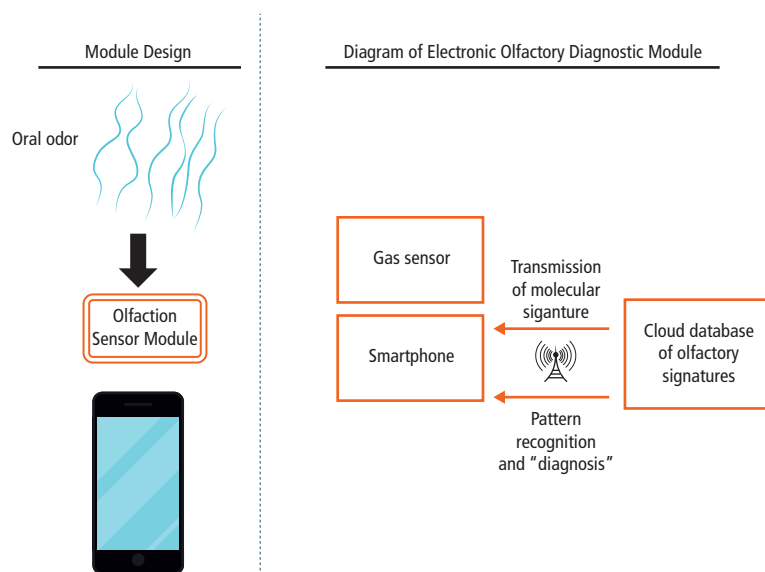 Module Design
Oral odor
Olfaction
Sensor Module
Diagram of Electronic Olfactory Diagnostic Module
Gas sensor
Smartphone
Transmission
of molecular
siganture
Pattern
recognition
and “diagnosis”
Cloud database
of olfactory
signatures